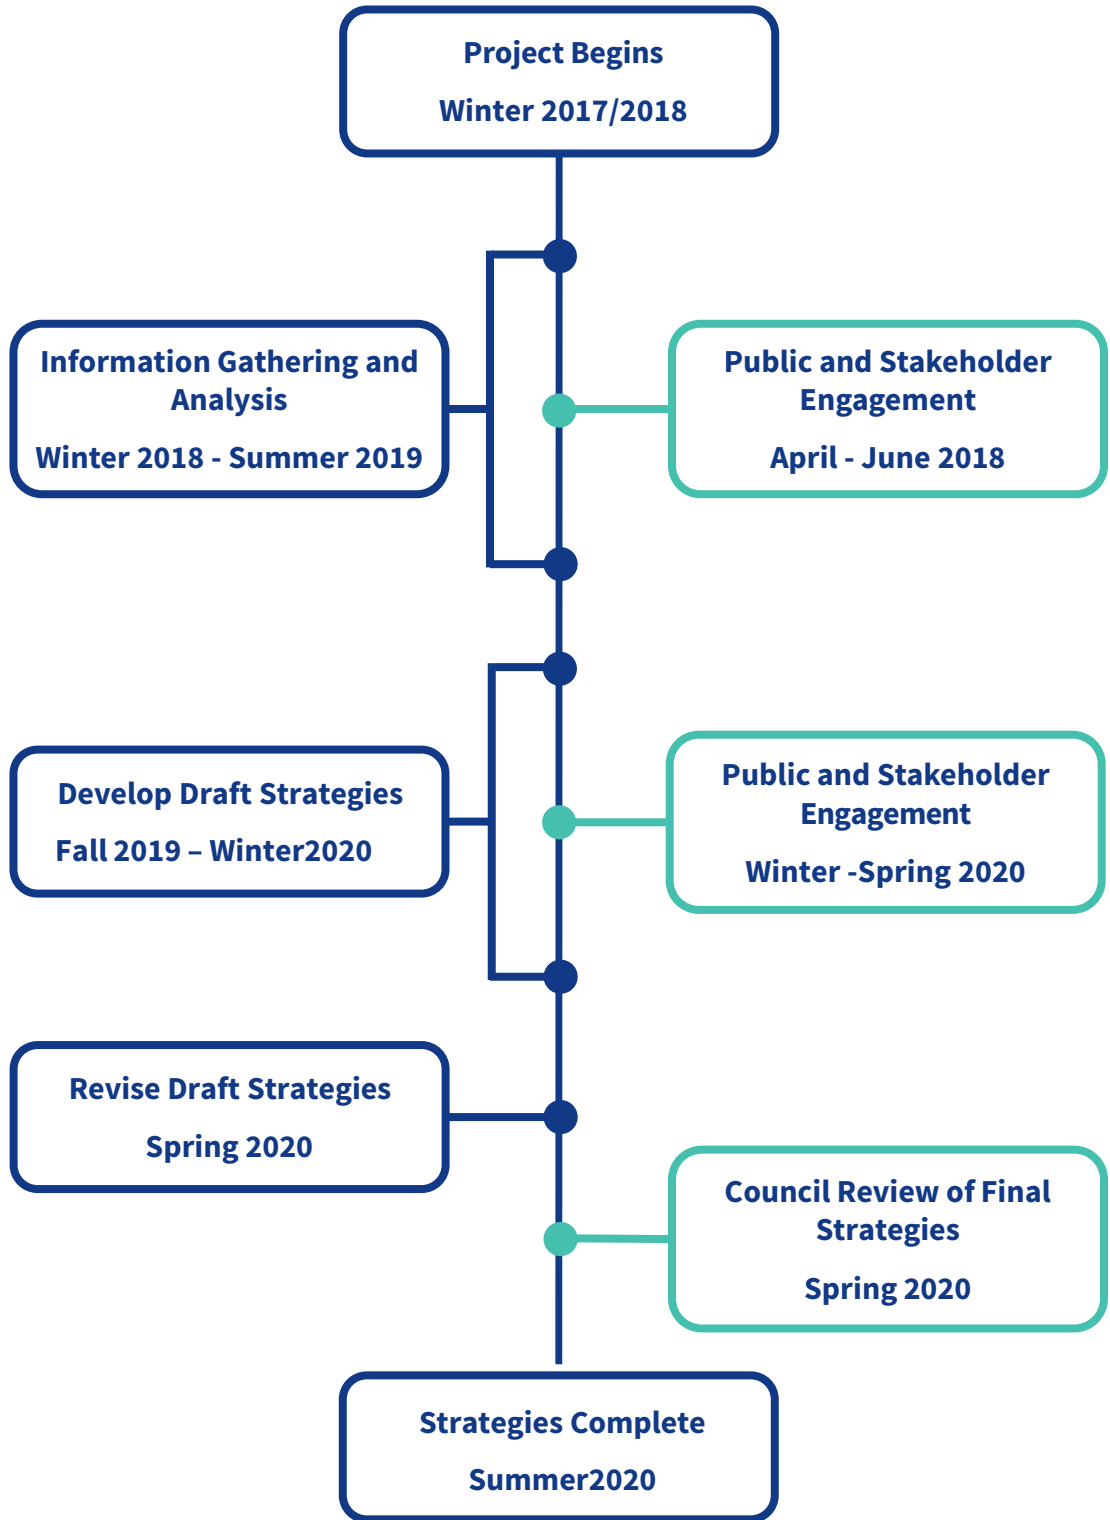 Project Begins
Winter 2017/2018
Information Gathering and
Analysis
Winter 2018 - Summer 2019
Public and Stakeholder
Engagement
April - June 2018
Develop Draft Strategies
Fall 2019 – Winter2020
Public and Stakeholder
Engagement
Winter -Spring 2020
Revise Draft Strategies
Spring 2020
Council Review of Final
Strategies
Spring 2020
Strategies Complete
Summer2020